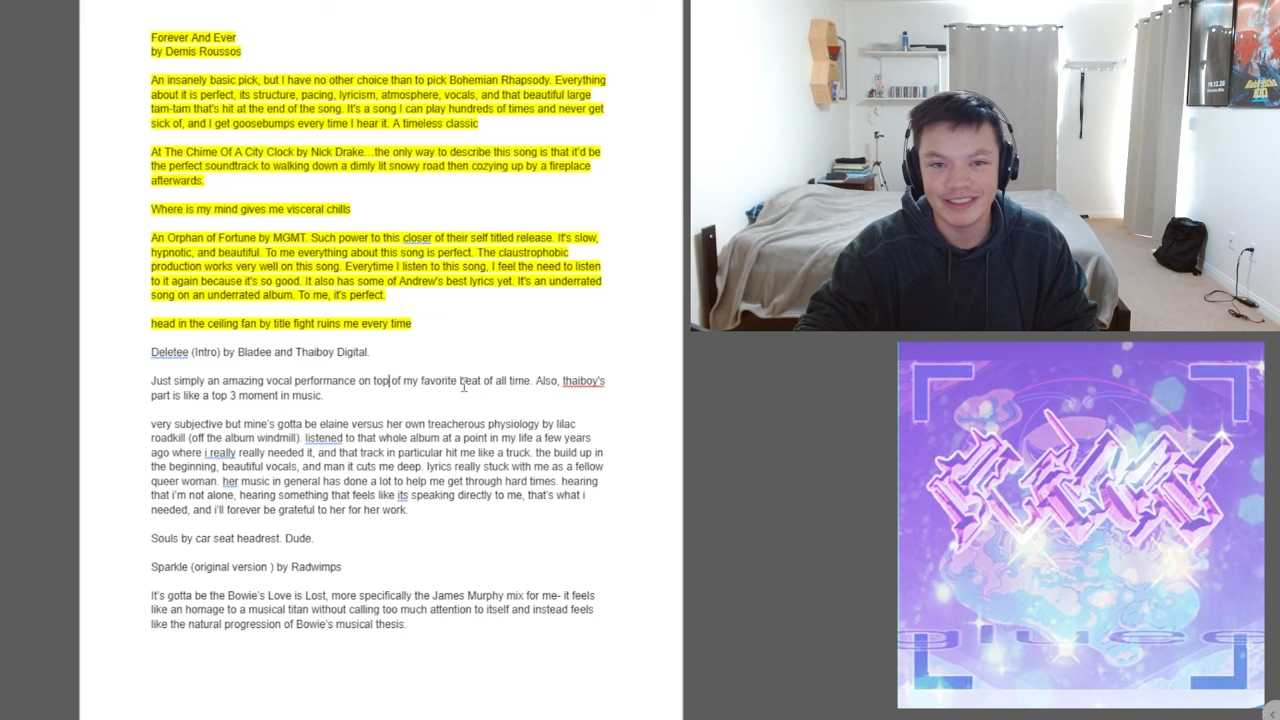 Forever And Ever
by Demis Roussos
An insanely basic pick, but I have no other choice than to pick Bohemian Rhapsody. Everything
about it is perfect, its structure, pacing, lyricism, atmosphere, vocals, and that beautiful large
tam-tam that's hit at the end of the song. It's a song I can play hundreds of times and never get
sick of, and I get goosebumps every time I hear it. A timeless classic
At The Chime Of A City Clock by Nick Drake…the only way to describe this song is that it'd be
the perfect soundtrack to walking down a dimly lit snowy road then cozying up by a fireplace
afterwards.
Where is my mind gives me visceral chills
An Orphan of Fortune by MGMT. Such power to this closer of their self titled release. It's slow,
hypnotic, and beautiful. To me everything about this song is perfect. The claustrophobic
production works very well on this song. Everytime I listen to this song, I feel the need to listen
to it again because it's so good. It also has some of Andrew's best lyrics yet. It's an underrated
song on an underrated album. To me, it's perfect.
head in the ceiling fan by title fight ruins me every time
Deletee (Intro) by Bladee and Thaiboy Digital.
Just simply an amazing vocal performance on top of my favorite beat of all time. Also, thaiboy's
part is like a top 3 moment in music.
very subjective but mine's gotta be elaine versus her own treacherous physiology by lilac
roadkill (off the album windmill). listened to that whole album at a point in my life a few years
ago where i really really needed it, and that track in particular hit me like a truck. the build up in
the beginning, beautiful vocals, and man it cuts me deep. lyrics really stuck with me as a fellow
queer woman. her music in general has done a lot to help me get through hard times. hearing
that i'm not alone, hearing something that feels like its speaking directly to me, that's what i
needed, and i'll forever be grateful to her for her work.
Souls by car seat headrest. Dude.
Sparkle (original version ) by Radwimps
It's gotta be the Bowie's Love is Lost, more specifically the James Murphy mix for me- it feels
like an homage to a musical titan without calling too much attention to itself and instead feels
like the natural progression of Bowie's musical thesis.